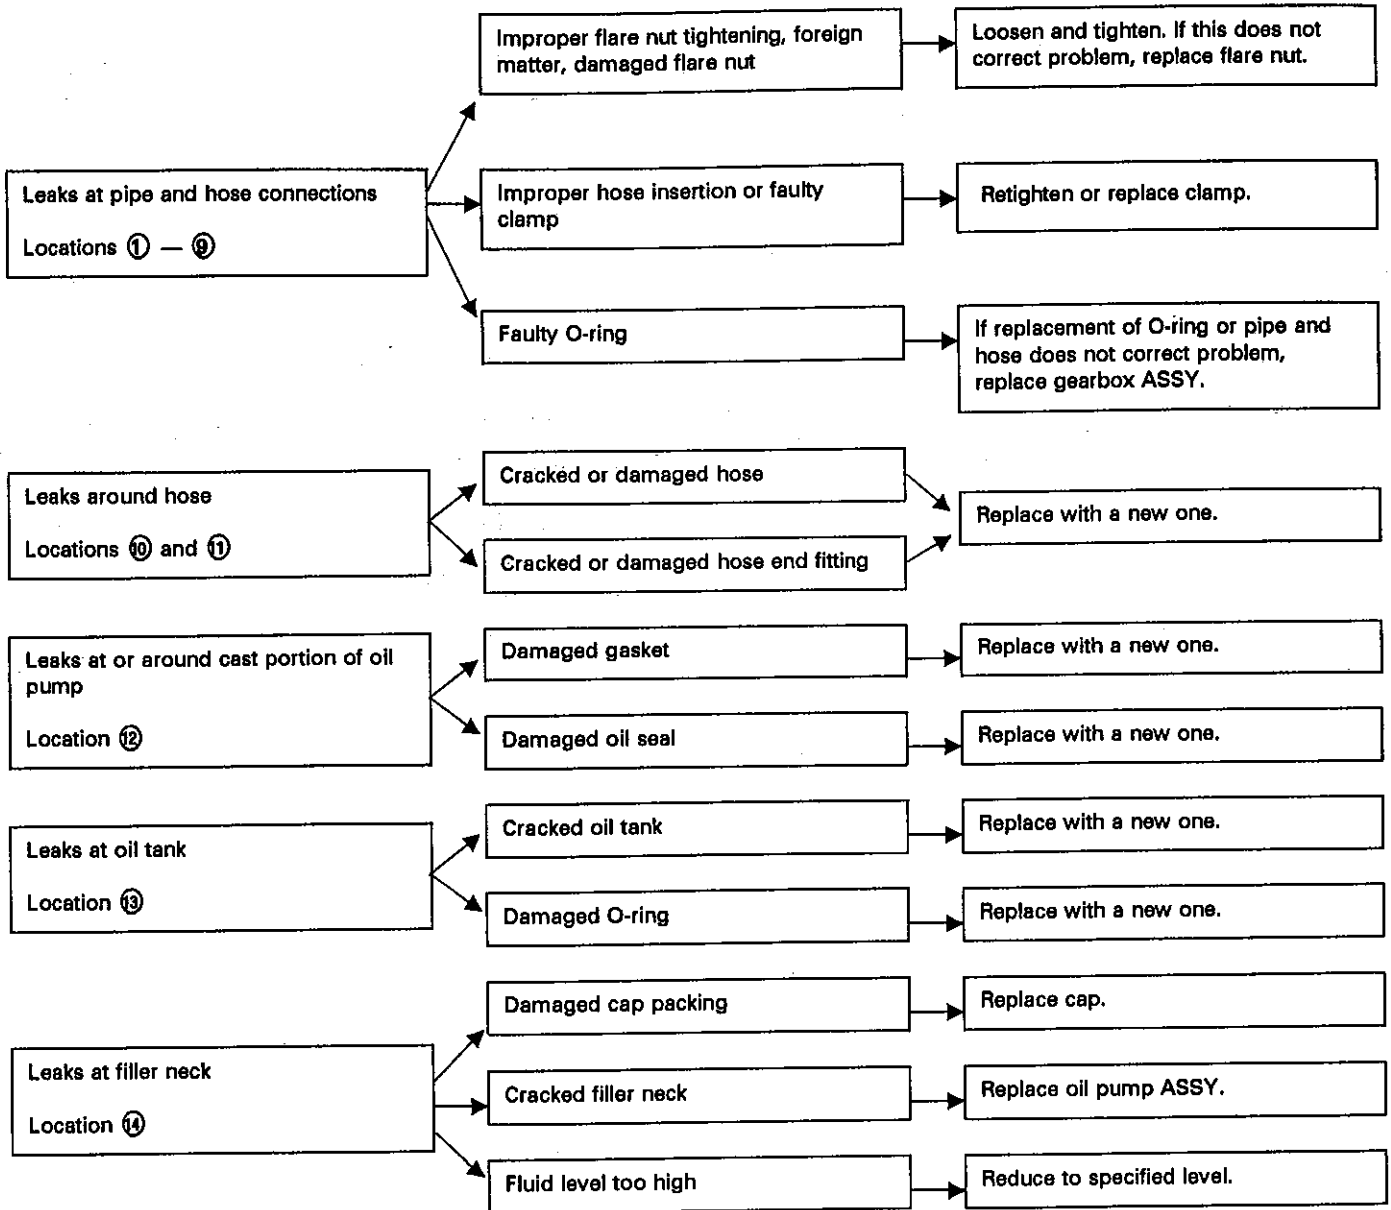 Improper flare nut tightening, foreign
matter, damaged flare nut
Loosen and tighten. If this does not
correct problem, replace flare nut.
Leaks at pipe and hose connections
Locations ① — ⑨
Improper hose insertion or faulty
clamp
Retighten or replace clamp.
Faulty O-ring
If replacement of O-ring or pipe and
hose does not correct problem,
replace gearbox ASSY.
Leaks around hose
Locations ⑩ and ⑪
Cracked or damaged hose
Cracked or damaged hose end fitting
Replace with a new one.
Leaks at or around cast portion of oil
pump
Location ⑫
Damaged gasket
Replace with a new one.
Damaged oil seal
Replace with a new one.
Leaks at oil tank
Location ⑬
Cracked oil tank
Replace with a new one.
Damaged O-ring
Replace with a new one.
Leaks at filler neck
Location ⑭
Damaged cap packing
Replace cap.
Cracked filler neck
Replace oil pump ASSY.
Fluid level too high
Reduce to specified level.